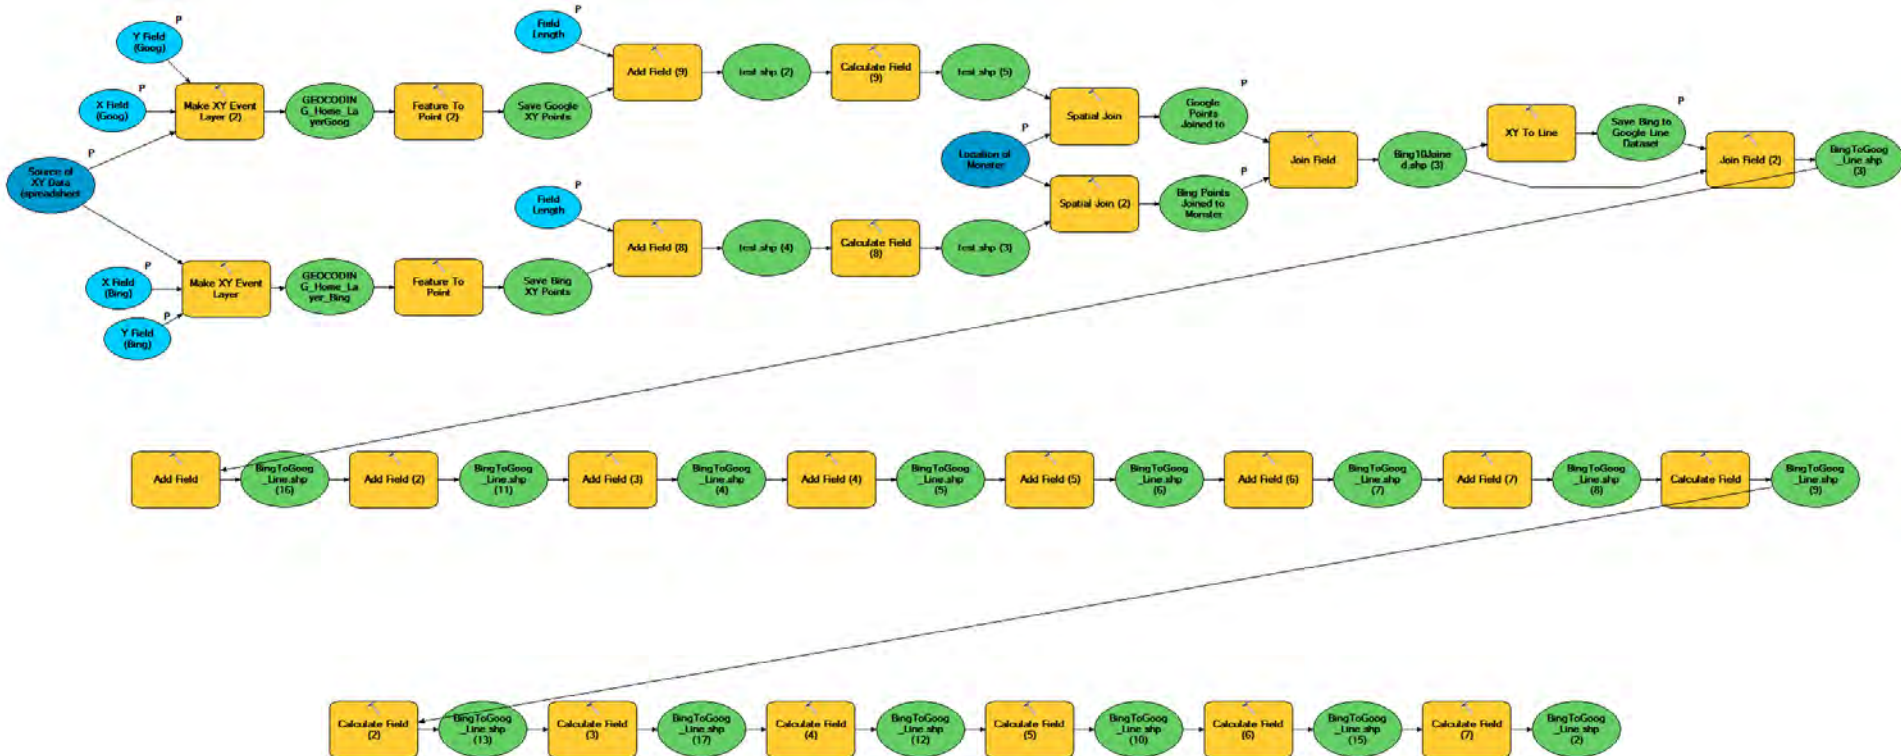 P
Y Field
(Goog)
P
X Field
(Goog)
P
Source of
XY Data
(spreadsheet
Make XY Event
Layer (2)
GEOCODIN
G_Home_La
yerGoog
Feature To
Point (2)
Save Google
XY Points
P
Field
Length
Add Field (9)
test.shp (2)
Calculate Field
(9)
test.shp (5)
Spatial Join
P
Google
Points
Joined to
P
Location of
Monster
Join Field
Bing10Joine
d.shp (3)
XY To Line
P
Save Bing to
Google Line
Dataset
Join Field (2)
BingToGoog
_Line.shp
(3)
P
X Field
(Bing)
P
Y Field
(Bing)
Make XY Event
Layer
GEOCODIN
G_Home_La
yer_Bing
Feature To
Point
Save Bing
XY Points
P
Field
Length
Add Field (8)
test.shp (4)
Calculate Field
(8)
test.shp (3)
Spatial Join (2)
P
Bing Points
Joined to
Monster
Add Field
BingToGoog
_Line.shp
(16)
Add Field (2)
BingToGoog
_Line.shp
(11)
Add Field (3)
BingToGoog
_Line.shp
(4)
Add Field (4)
BingToGoog
_Line.shp
(5)
Add Field (5)
BingToGoog
_Line.shp
(6)
Add Field (6)
BingToGoog
_Line.shp
(7)
Add Field (7)
BingToGoog
_Line.shp
(8)
Calculate Field
BingToGoog
_Line.shp
(9)
Calculate Field
(2)
BingToGoog
_Line.shp
(13)
Calculate Field
(3)
BingToGoog
_Line.shp
(17)
Calculate Field
(4)
BingToGoog
_Line.shp
(12)
Calculate Field
(5)
BingToGoog
_Line.shp
(10)
Calculate Field
(6)
BingToGoog
_Line.shp
(15)
Calculate Field
(7)
BingToGoog
_Line.shp
(2)